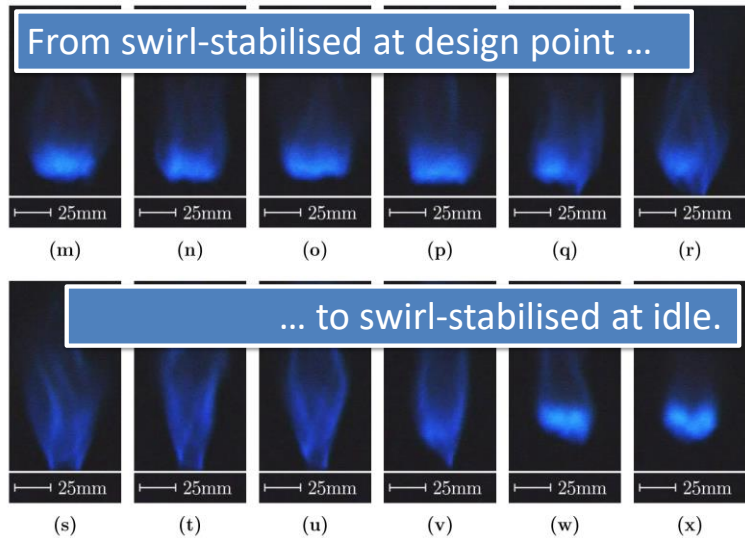 From swirl-stabilised at design point …
25mm 25mm 25mm 25mm 25mm 25mm
(m) (n) (o) (p) (q) (r)
… to swirl-stabilised at idle.
25mm 25mm 25mm 25mm 25mm 25mm
(s) (t) (u) (v) (w) (x)